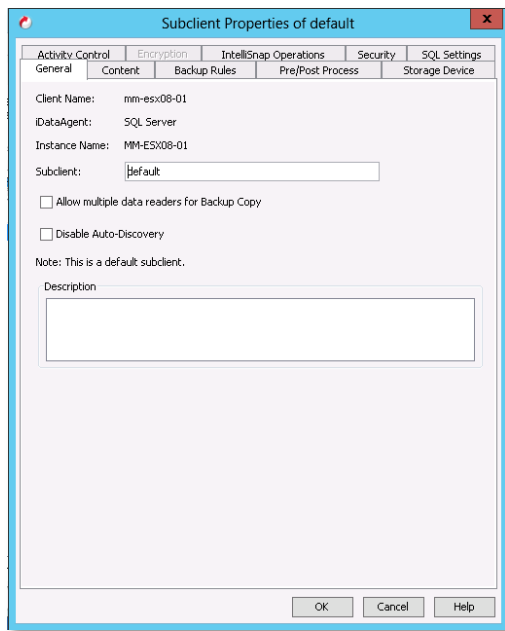 Subclient Properties of default
x
Activity Control Encryption IntelliSnap Operations Security SQL Settings
General Content Backup Rules Pre/Post Process Storage Device
Client Name: mm-esx08-01
iDataAgent: SQL Server
Instance Name: MM-ESX08-01
Subclient: default
Allow multiple data readers for Backup Copy
Disable Auto-Discovery
Note: This is a default subclient.
Description
OK Cancel Help